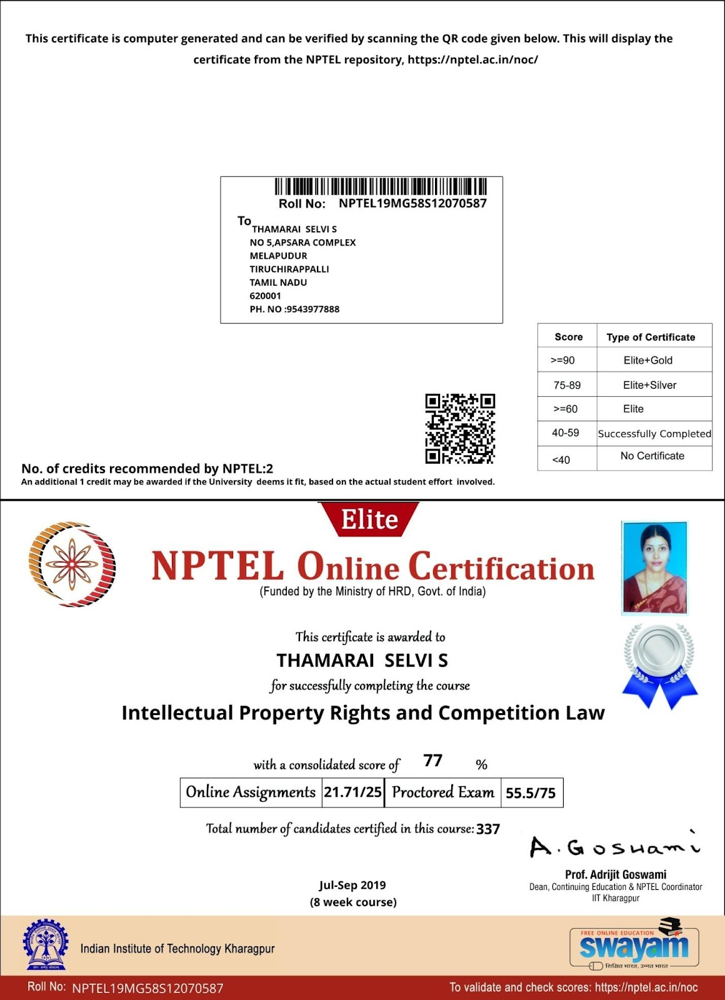 This certificate is computer generated and can be verified by scanning the QR code given below. This will display the
certificate from the NPTEL repository, https://nptel.ac.in/noc/
Roll No: NPTEL19MG58S12070587
To
THAMARAI SELVI S
NO 5,APSARA COMPLEX
MELAPUDUR
TIRUCHIRAPPALLI
TAMIL NADU
620001
PH. NO :9543977888
Score Type of Certificate
>=90 Elite+Gold
75-89 Elite+Silver
>=60 Elite
40-59 Successfully Completed
<40 No Certificate
No. of credits recommended by NPTEL:2
An additional 1 credit may be awarded if the University deems it fit, based on the actual student effort involved.
Elite
NPTEL Online Certification
(Funded by the Ministry of HRD, Govt. of India)
This certificate is awarded to
THAMARAI SELVI S
for successfully completing the course
Intellectual Property Rights and Competition Law
with a consolidated score of 77 %
Online Assignments 21.71/25 Proctored Exam 55.5/75
Total number of candidates certified in this course: 337
A. Goswami
Prof. Adrijit Goswami
Dean, Continuing Education & NPTEL Coordinator
IIT Kharagpur
Jul-Sep 2019
(8 week course)
Indian Institute of Technology Kharagpur
FREE ONLINE EDUCATION
swayam
शिक्षित भारत, उन्नत भारत
Roll No: NPTEL19MG58S12070587
To validate and check scores: https://nptel.ac.in/noc